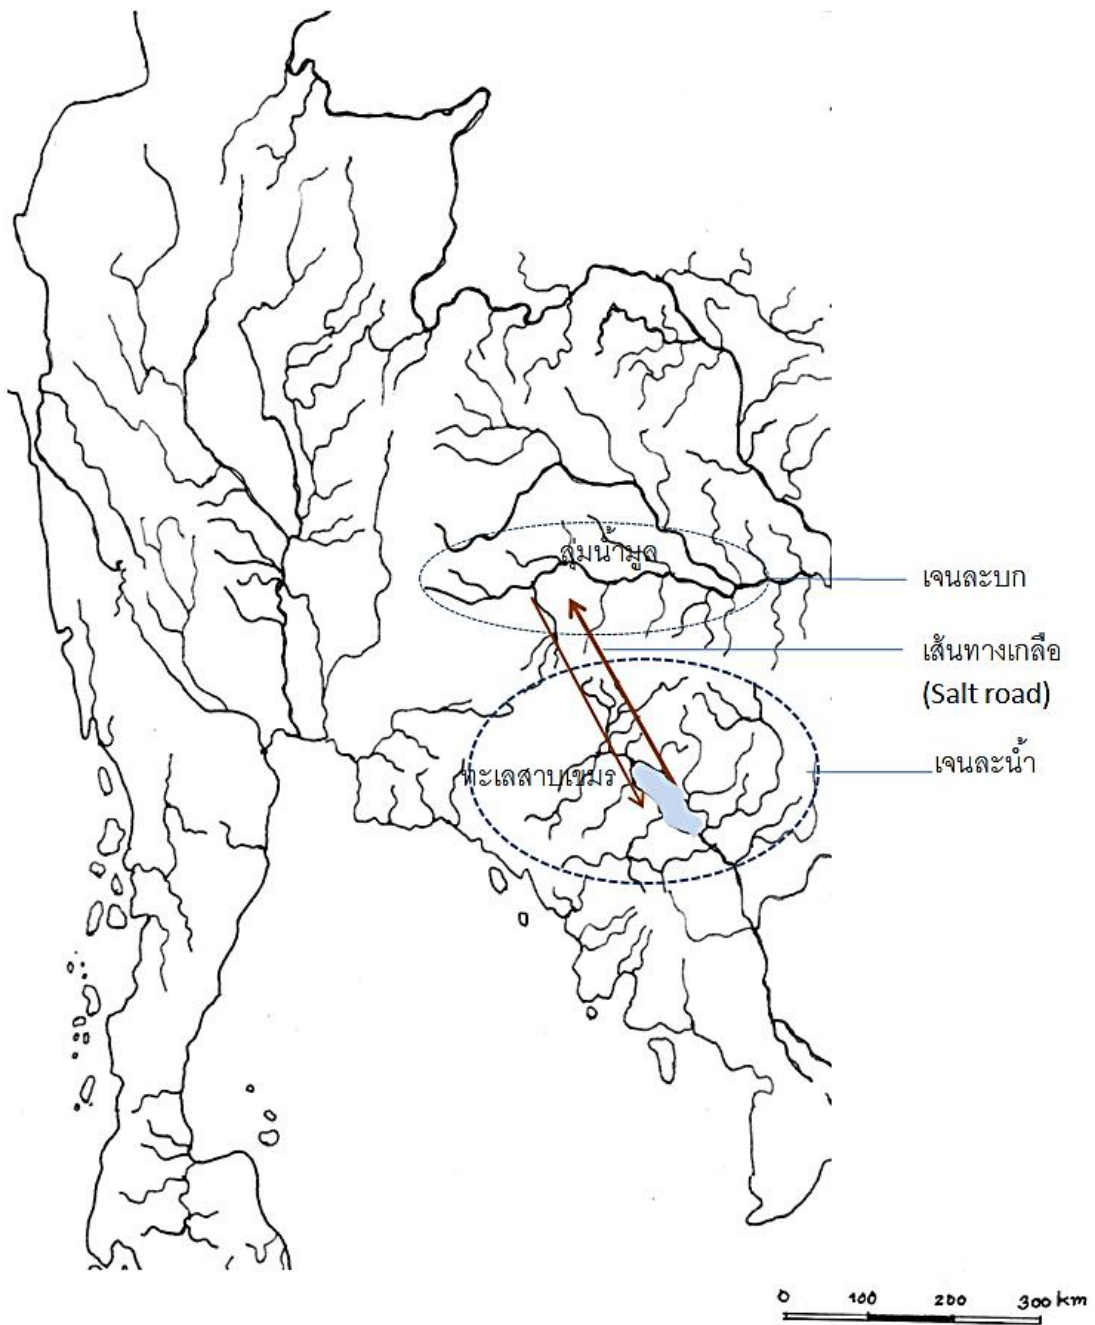 ลุ่มน้ำมูล
เจนละบก
เส้นทางเกลือ
(Salt road)
ทะเลสาบเขมร
เจนละน้ำ
0 100 200 300 km